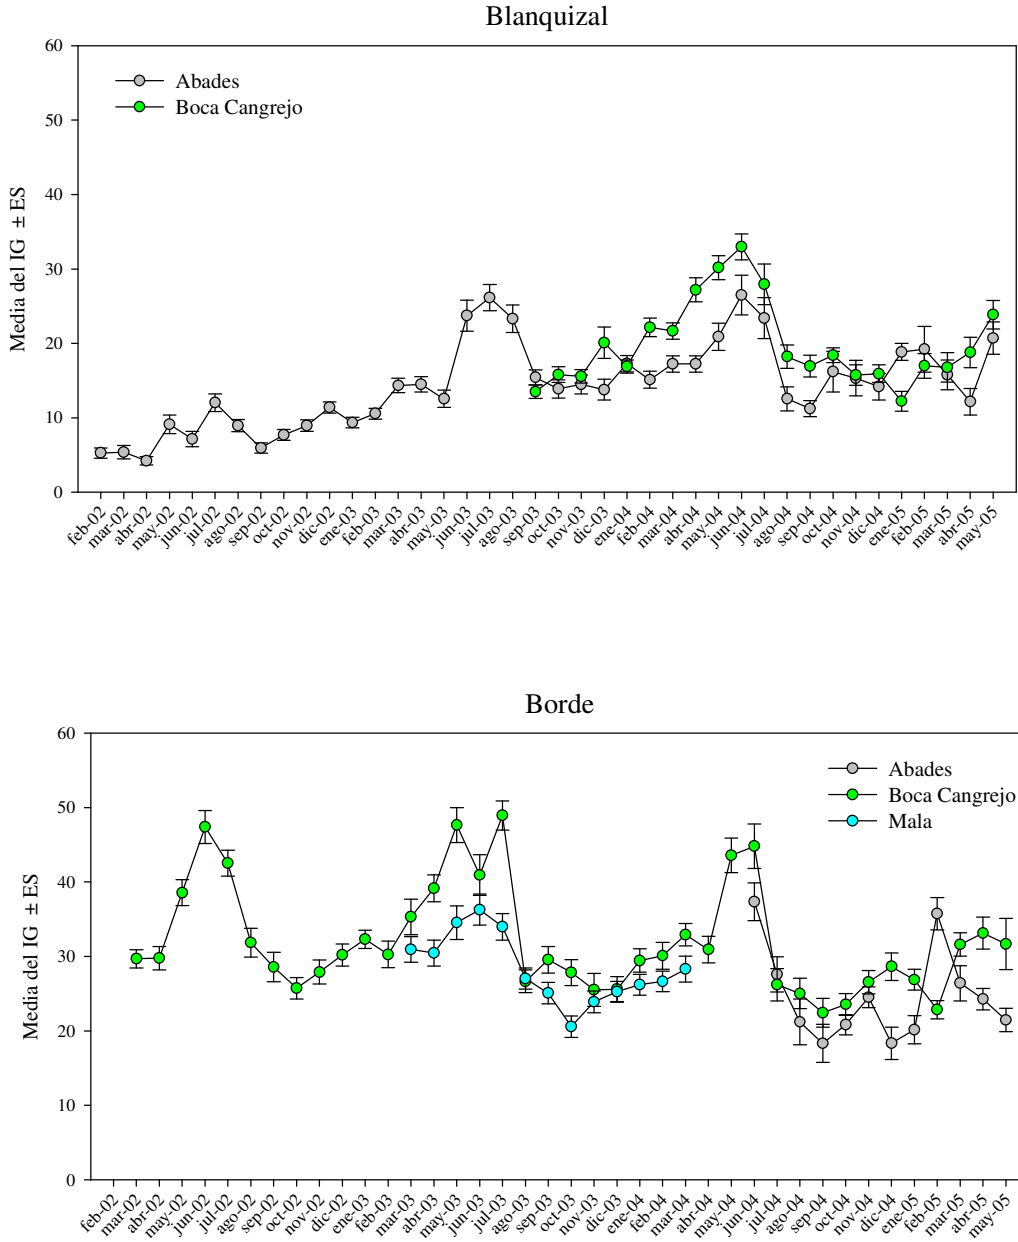 Blanquizal
Media del IG ± ES
60
50
40
30
20
10
0
Abades
Boca Cangrejo
feb-02
mar-02
abr-02
may-02
jun-02
jul-02
ago-02
sep-02
oct-02
nov-02
dic-02
ene-03
feb-03
mar-03
abr-03
may-03
jun-03
jul-03
ago-03
sep-03
oct-03
nov-03
dic-03
ene-04
feb-04
mar-04
abr-04
may-04
jun-04
jul-04
ago-04
sep-04
oct-04
nov-04
dic-04
ene-05
feb-05
mar-05
abr-05
may-05
Borde
Media del IG ± ES
60
50
40
30
20
10
0
Abades
Boca Cangrejo
Mala
feb-02
mar-02
abr-02
may-02
jun-02
jul-02
ago-02
sep-02
oct-02
nov-02
dic-02
ene-03
feb-03
mar-03
abr-03
may-03
jun-03
jul-03
ago-03
sep-03
oct-03
nov-03
dic-03
ene-04
feb-04
mar-04
abr-04
may-04
jun-04
jul-04
ago-04
sep-04
oct-04
nov-04
dic-04
ene-05
feb-05
mar-05
abr-05
may-05